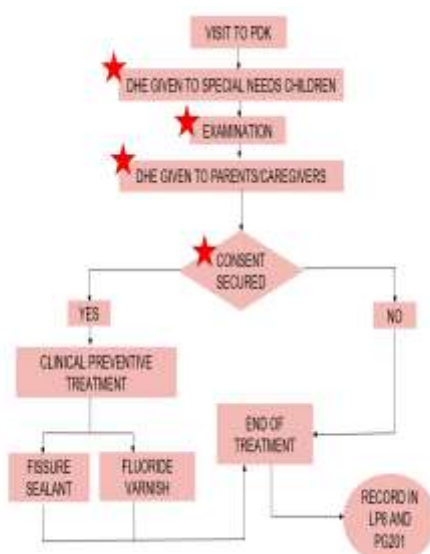 VISIT TO PDK
DHE GIVEN TO SPECIAL NEEDS CHILDREN
EXAMINATION
DHE GIVEN TO PARENTS/CAREGIVERS
CONSENT
SECURED
YES
NO
CLINICAL PREVENTIVE
TREATMENT
END OF
TREATMENT
FISSURE
SEALANT
FLUORIDE
VARNISH
RECORD IN
LP8 AND
PG201